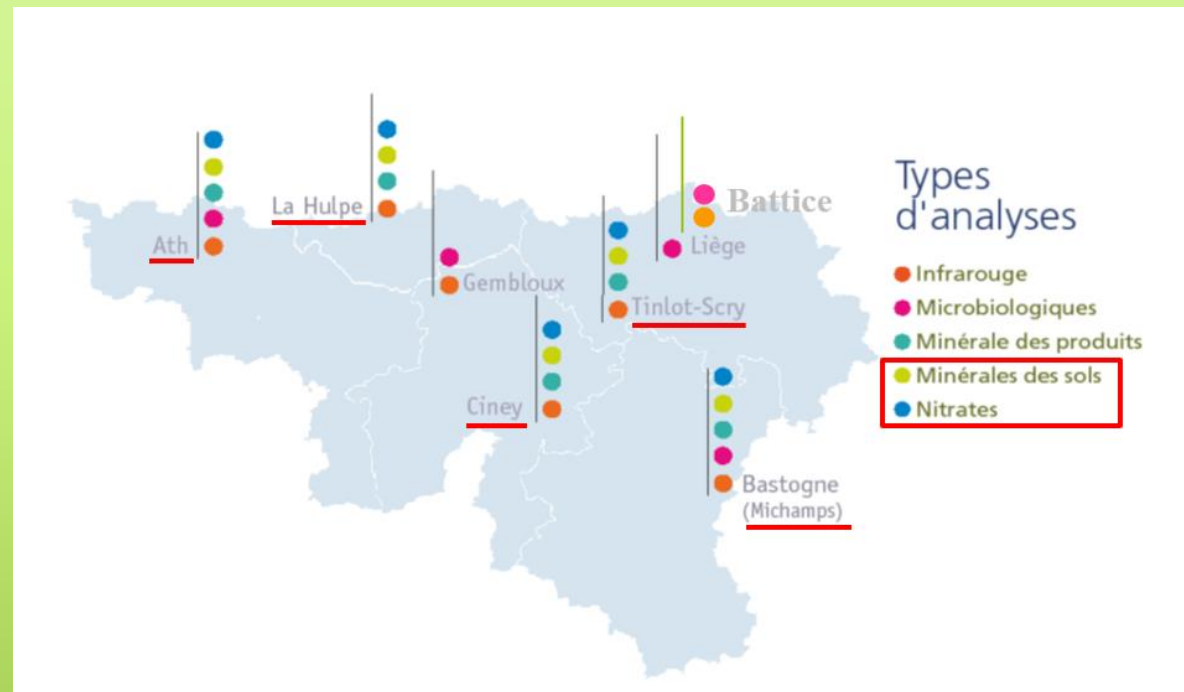 La Hulpe
Battice
Ath
Liège
Gembloux
Tinlot-Scry
Ciney
Bastogne
(Michamps)
Types
d'analyses
Infrarouge
Microbiologiques
Minérale des produits
Minérales des sols
Nitrates